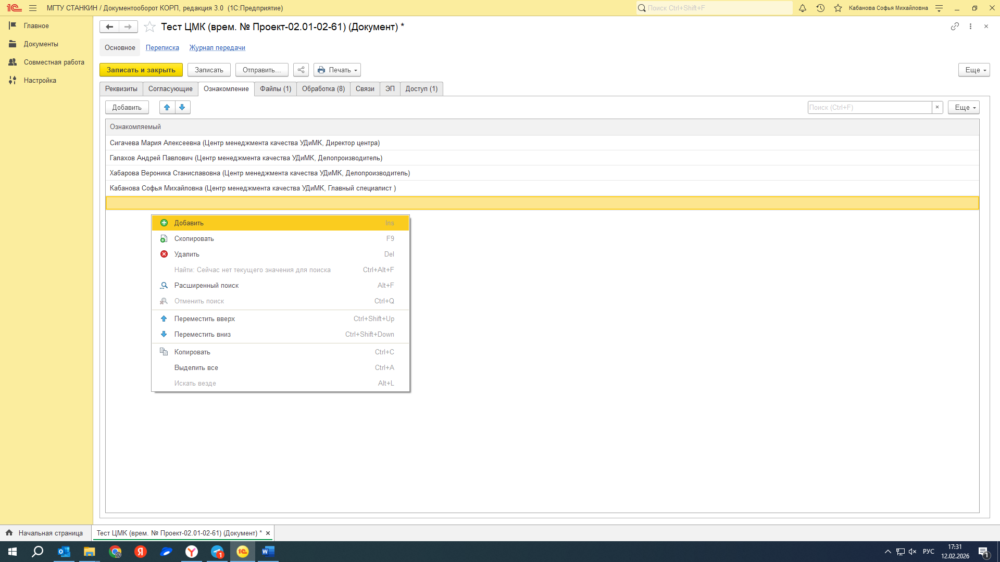 МГТУ СТАНКИН / Документооборот КОРП, редакция 3.0 (1С:Предприятие)
Поиск Ctrl+Shift+F
Кабанова Софья Михайловна
Главное
Документы
Совместная работа
Настройка
Тест ЦМК (врем. № Проект-02.01-02-61) (Документ) *
Основное Переписка Журнал передачи
Записать и закрыть Записать Отправить... Печать Еще
Реквизиты Согласующие Ознакомление Файлы (1) Обработка (8) Связи ЭП Доступ (1)
Добавить Поиск (Ctrl+F) × Еще
Ознакомляемый
Сигачева Мария Алексеевна (Центр менеджмента качества УДиМК, Директор центра)
Галахов Андрей Павлович (Центр менеджмента качества УДиМК, Делопроизводитель)
Хабарова Вероника Станиславовна (Центр менеджмента качества УДиМК, Делопроизводитель)
Кабанова Софья Михайловна (Центр менеджмента качества УДиМК, Главный специалист )
Добавить Ins
Скопировать F9
Удалить Del
Найти: Сейчас нет текущего значения для поиска Ctrl+Alt+F
Расширенный поиск Alt+F
Отменить поиск Ctrl+Q
Переместить вверх Ctrl+Shift+Up
Переместить вниз Ctrl+Shift+Down
Копировать Ctrl+C
Выделить все Ctrl+A
Искать везде Alt+L
Начальная страница Тест ЦМК (врем. № Проект-02.01-02-61) (Документ) * ×
РУС
17:31
12.02.2026
1
1